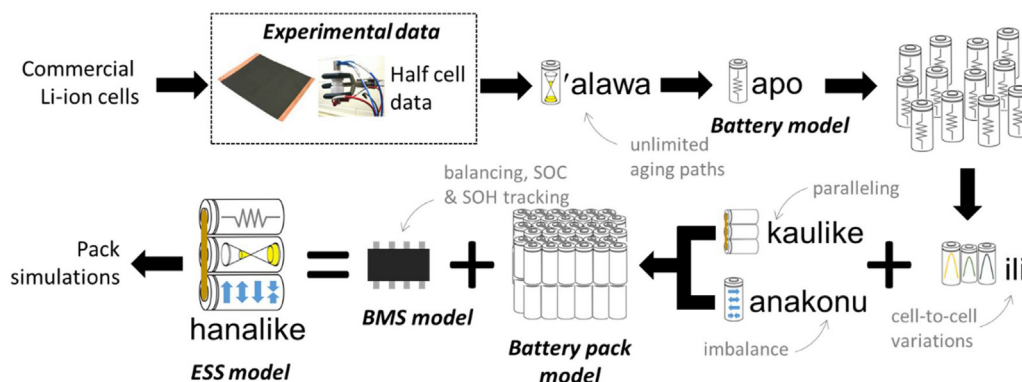 Experimental data
Commercial
Li-ion cells
Half cell
data
'alawa
apo
Battery model
unlimited
aging paths
balancing, SOC
& SOH tracking
paralleling
Pack
simulations
kaulike
ili
anakonu
hanalike
BMS model
cell-to-cell
variations
imbalance
ESS model
Battery pack
model